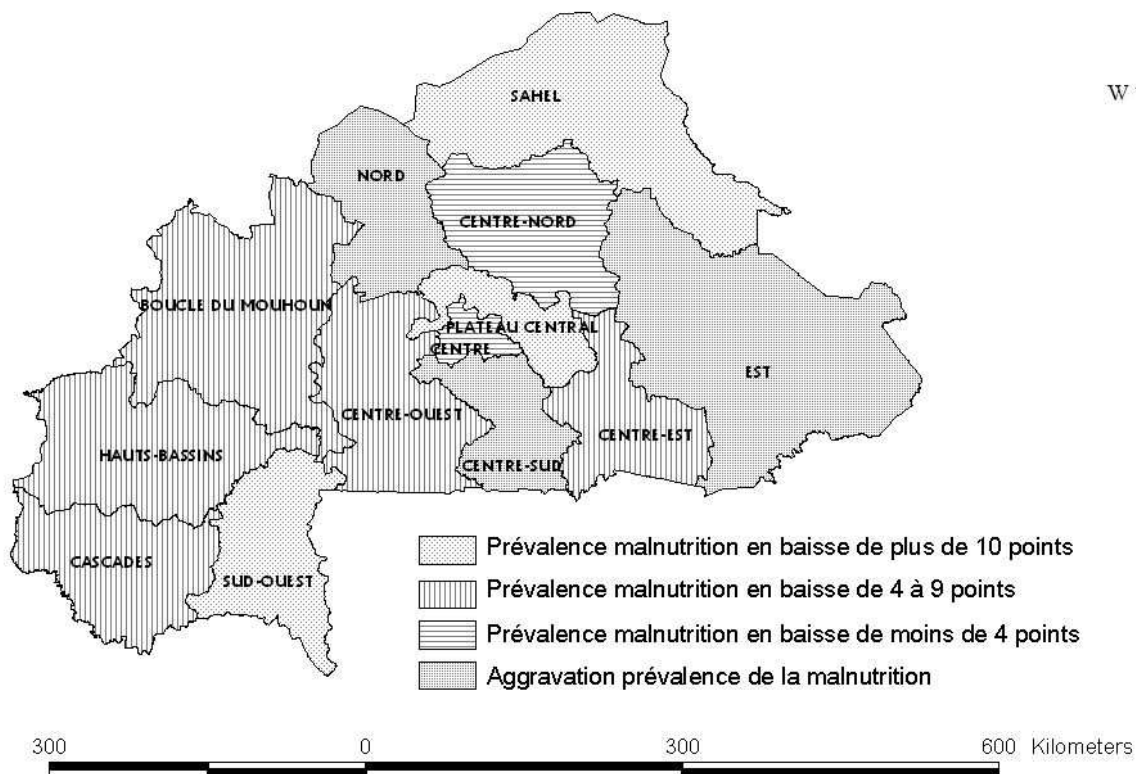 SAHEL
W
NORD
CENTRE-NORD
BOUCLE DU MOUHOUN
PLATEAU CENTRAL
CENTRE
EST
CENTRE-OUEST
CENTRE-EST
HAUTS-BASSINS
CENTRE-SUD
CASCADES
SUD-OUEST
Prévalence malnutrition en baisse de plus de 10 points
Prévalence malnutrition en baisse de 4 à 9 points
Prévalence malnutrition en baisse de moins de 4 points
Aggravation prévalence de la malnutrition
300 0 300 600 Kilometers